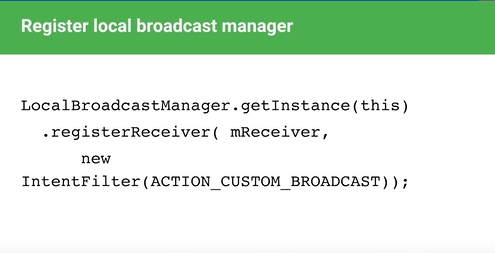 Register local broadcast manager
LocalBroadcastManager.getInstance(this)
.registerReceiver( mReceiver,
new
IntentFilter(ACTION_CUSTOM_BROADCAST));